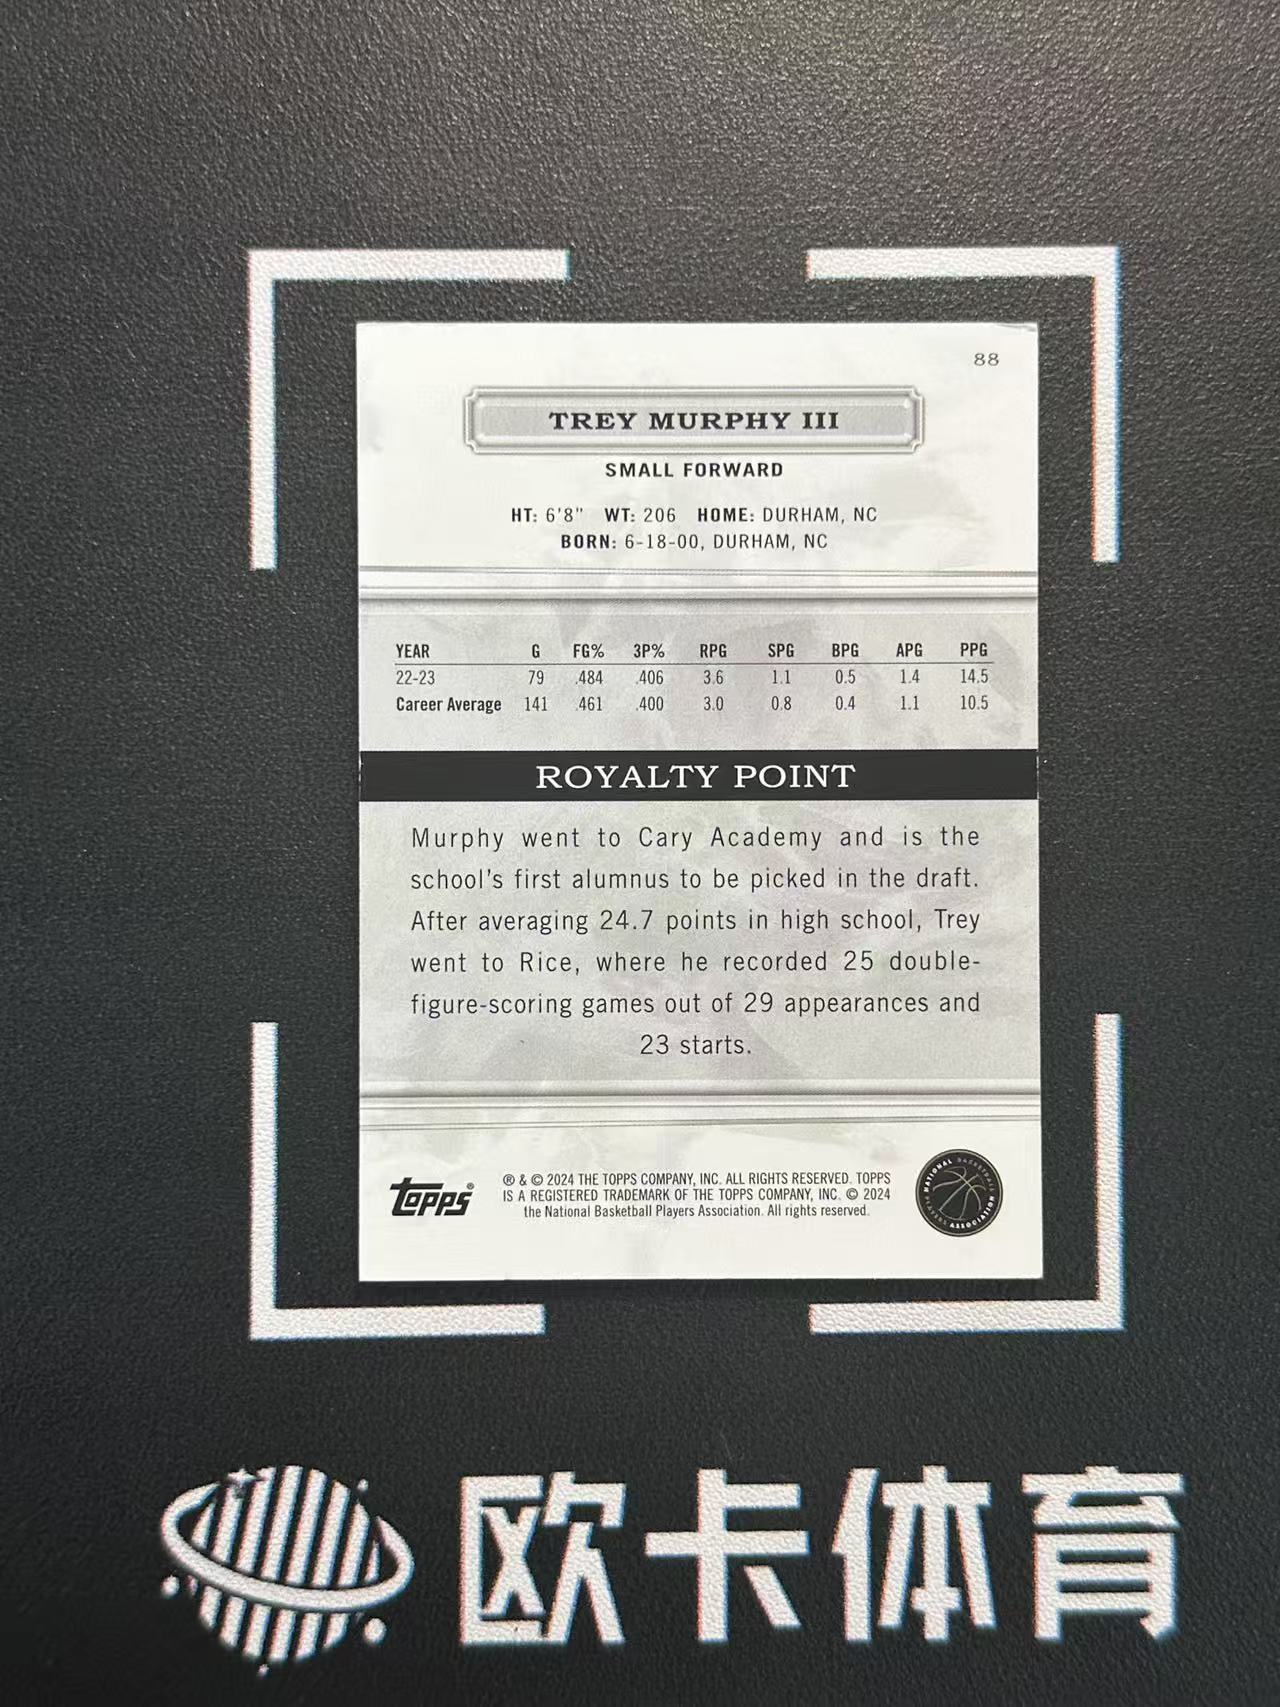 88
TREY MURPHY III
SMALL FORWARD
HT: 6'8" WT: 206 HOME: DURHAM, NC
BORN: 6-18-00, DURHAM, NC
YEAR G FG% 3P% RPG SPG BPG APG PPG
22-23 79 .484 .406 3.6 1.1 0.5 1.4 14.5
Career Average 141 .461 .400 3.0 0.8 0.4 1.1 10.5
ROYALTY POINT
Murphy went to Cary Academy and is the
school's first alumnus to be picked in the draft.
After averaging 24.7 points in high school, Trey
went to Rice, where he recorded 25 double-
figure-scoring games out of 29 appearances and
23 starts.
topps®
® & © 2024 THE TOPPS COMPANY, INC. ALL RIGHTS RESERVED. TOPPS
IS A REGISTERED TRADEMARK OF THE TOPPS COMPANY, INC. © 2024
the National Basketball Players Association. All rights reserved.
NATIONAL BASKETBALL
PLAYERS ASSOCIATION
欧卡体育